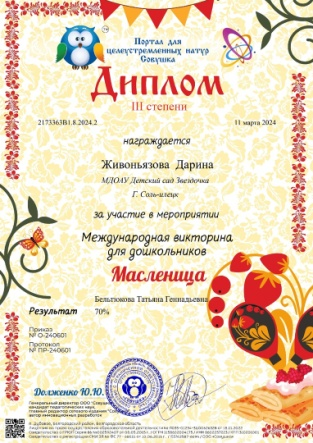 Портал для
целеустремленных натур
Совушка
Диплом
III степени
2173363В1.8.2024.2
11 марта 2024
награждается
Живоньязова Дарина
МДОАУ Детский сад Звездочка
Г. Соль-илецк
за участие в мероприятии
Международная викторина
для дошкольников
Масленица
Бельтюкова Татьяна Геннадьевна
Результат 70%
Приказ
№ О-240601
Протокол
№ ПР-240601
Долженко Ю.Ю.